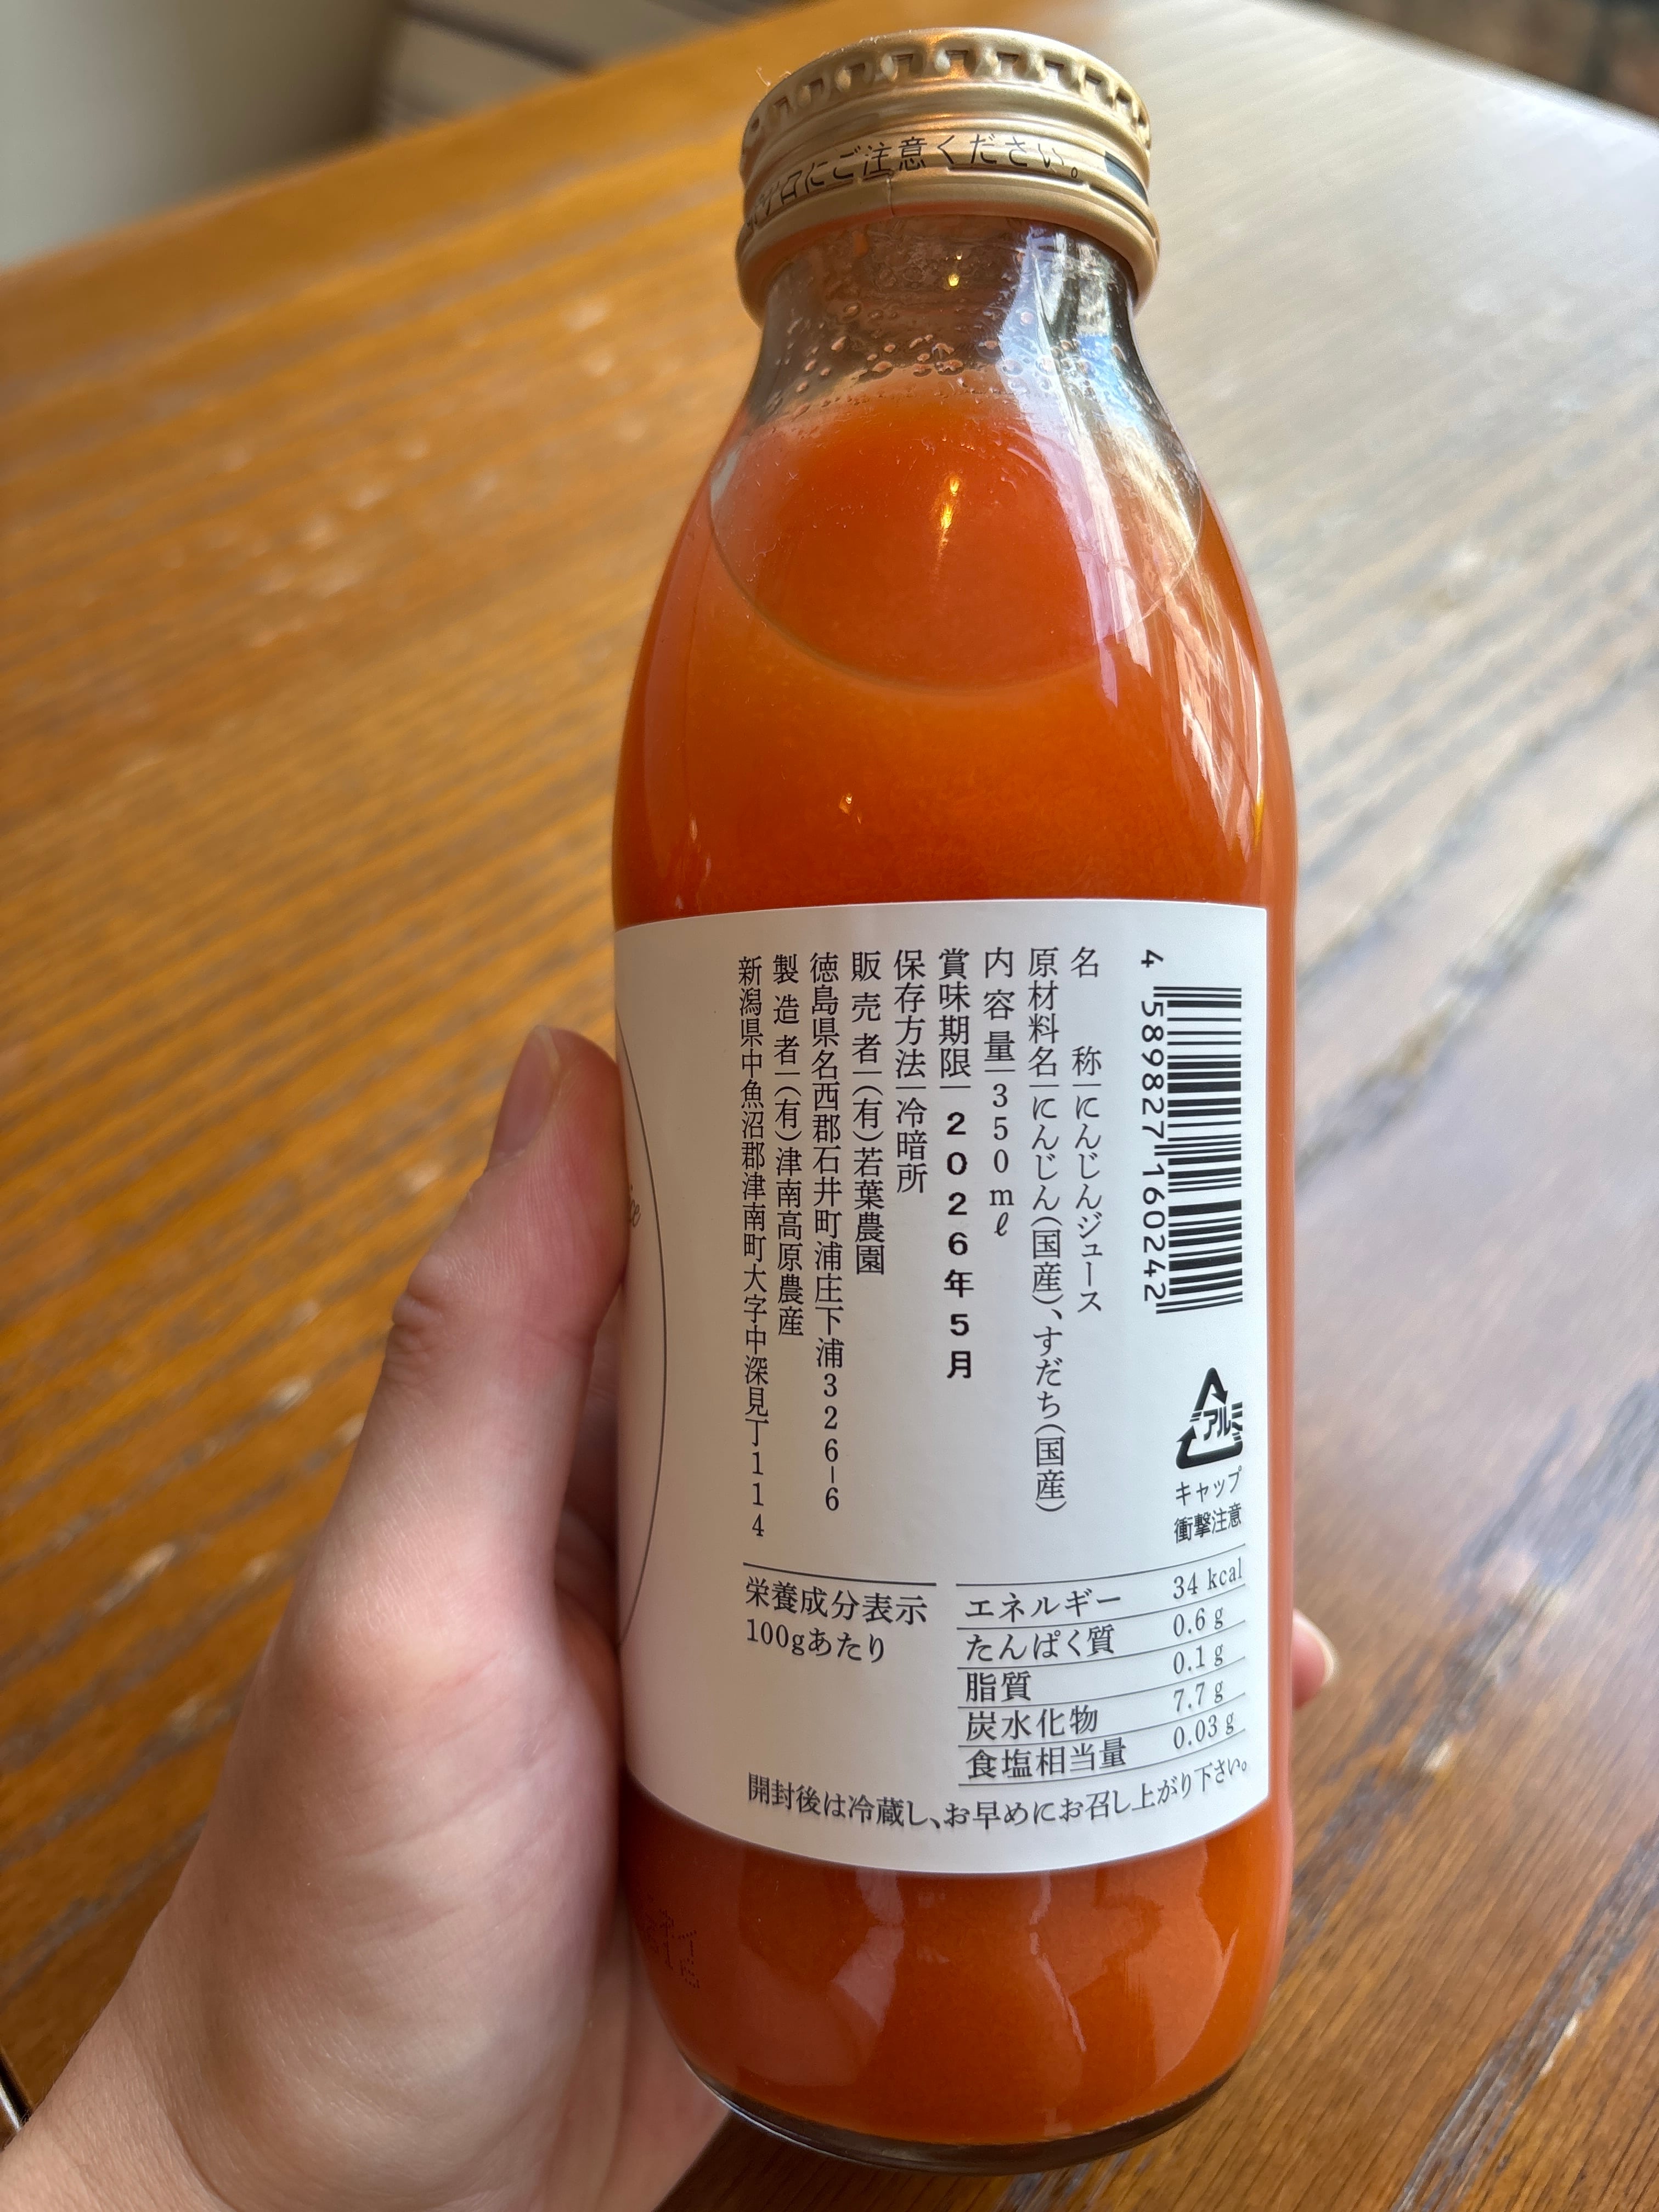 口にご注意ください。
4 589827 160242
アルミ
キャップ
衝撃注意
名称|にんじんジュース
原材料名|にんじん(国産)、すだち(国産)
内容量|350mℓ
賞味期限|2026年5月
保存方法|冷暗所
販売者|(有)若葉農園
徳島県名西郡石井町浦庄下浦326-6
製造者|(有)津南高原農産
新潟県中魚沼郡津南町大字中深見丁114
栄養成分表示
100gあたり
エネルギー 34 kcal
たんぱく質 0.6 g
脂質 0.1 g
炭水化物 7.7 g
食塩相当量 0.03 g
開封後は冷蔵し、お早めにお召し上がり下さい。